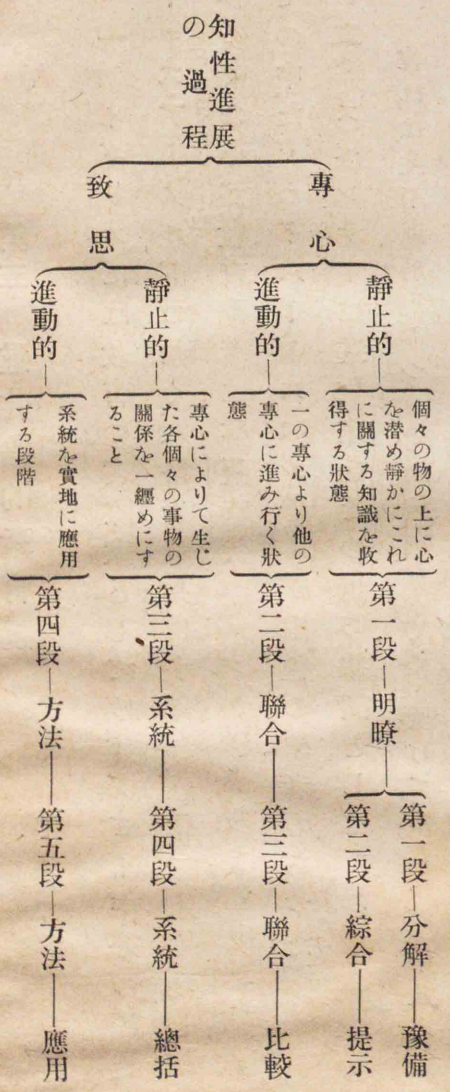 知性進展
の過程
專心
靜止的
個々の物の上に心
を潜め靜かにこれ
に關する知識を收
得する狀態
第一段
明瞭
第一段
分解
豫備
第二段
綜合
提示
進動的
一の專心より他の
專心に進み行く狀
態
第二段
聯合
第三段
聯合
比較
致思
靜止的
專心によりて生じ
た各個々の事物の
關係を一纒めにす
ること
第三段
系統
第四段
系統
總括
進動的
系統を實地に應用
する段階
第四段
方法
第五段
方法
應用